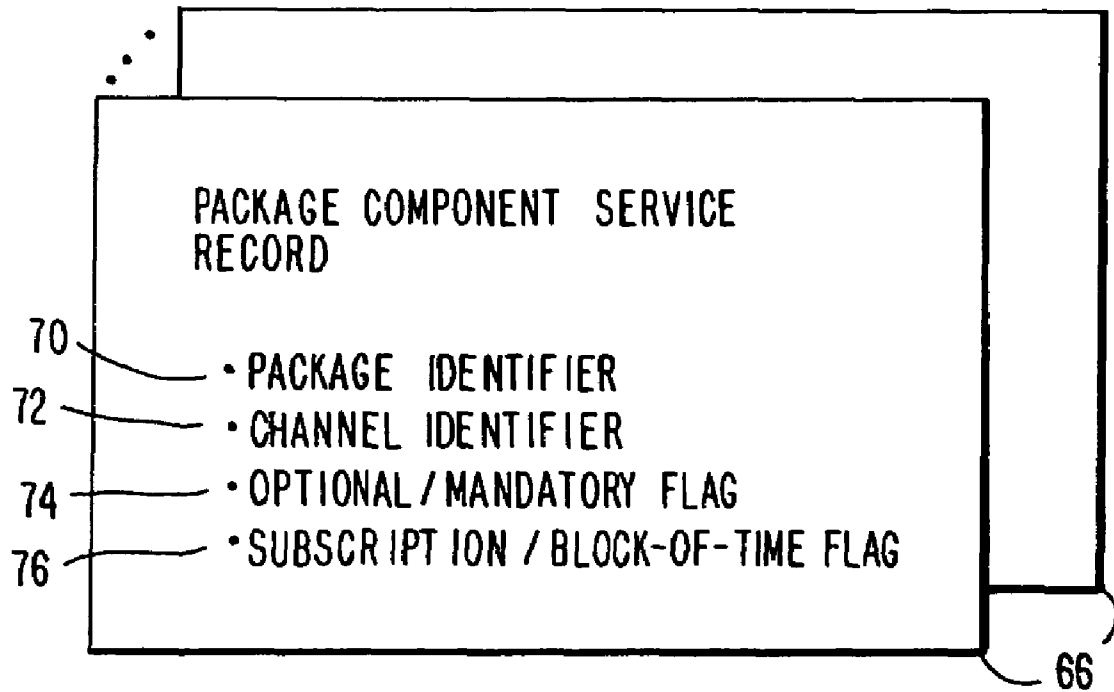 PACKAGE COMPONENT SERVICE
RECORD
70
• PACKAGE IDENTIFIER
72
• CHANNEL IDENTIFIER
74
• OPTIONAL / MANDATORY FLAG
76
• SUBSCRIPTION / BLOCK-OF-TIME FLAG
66